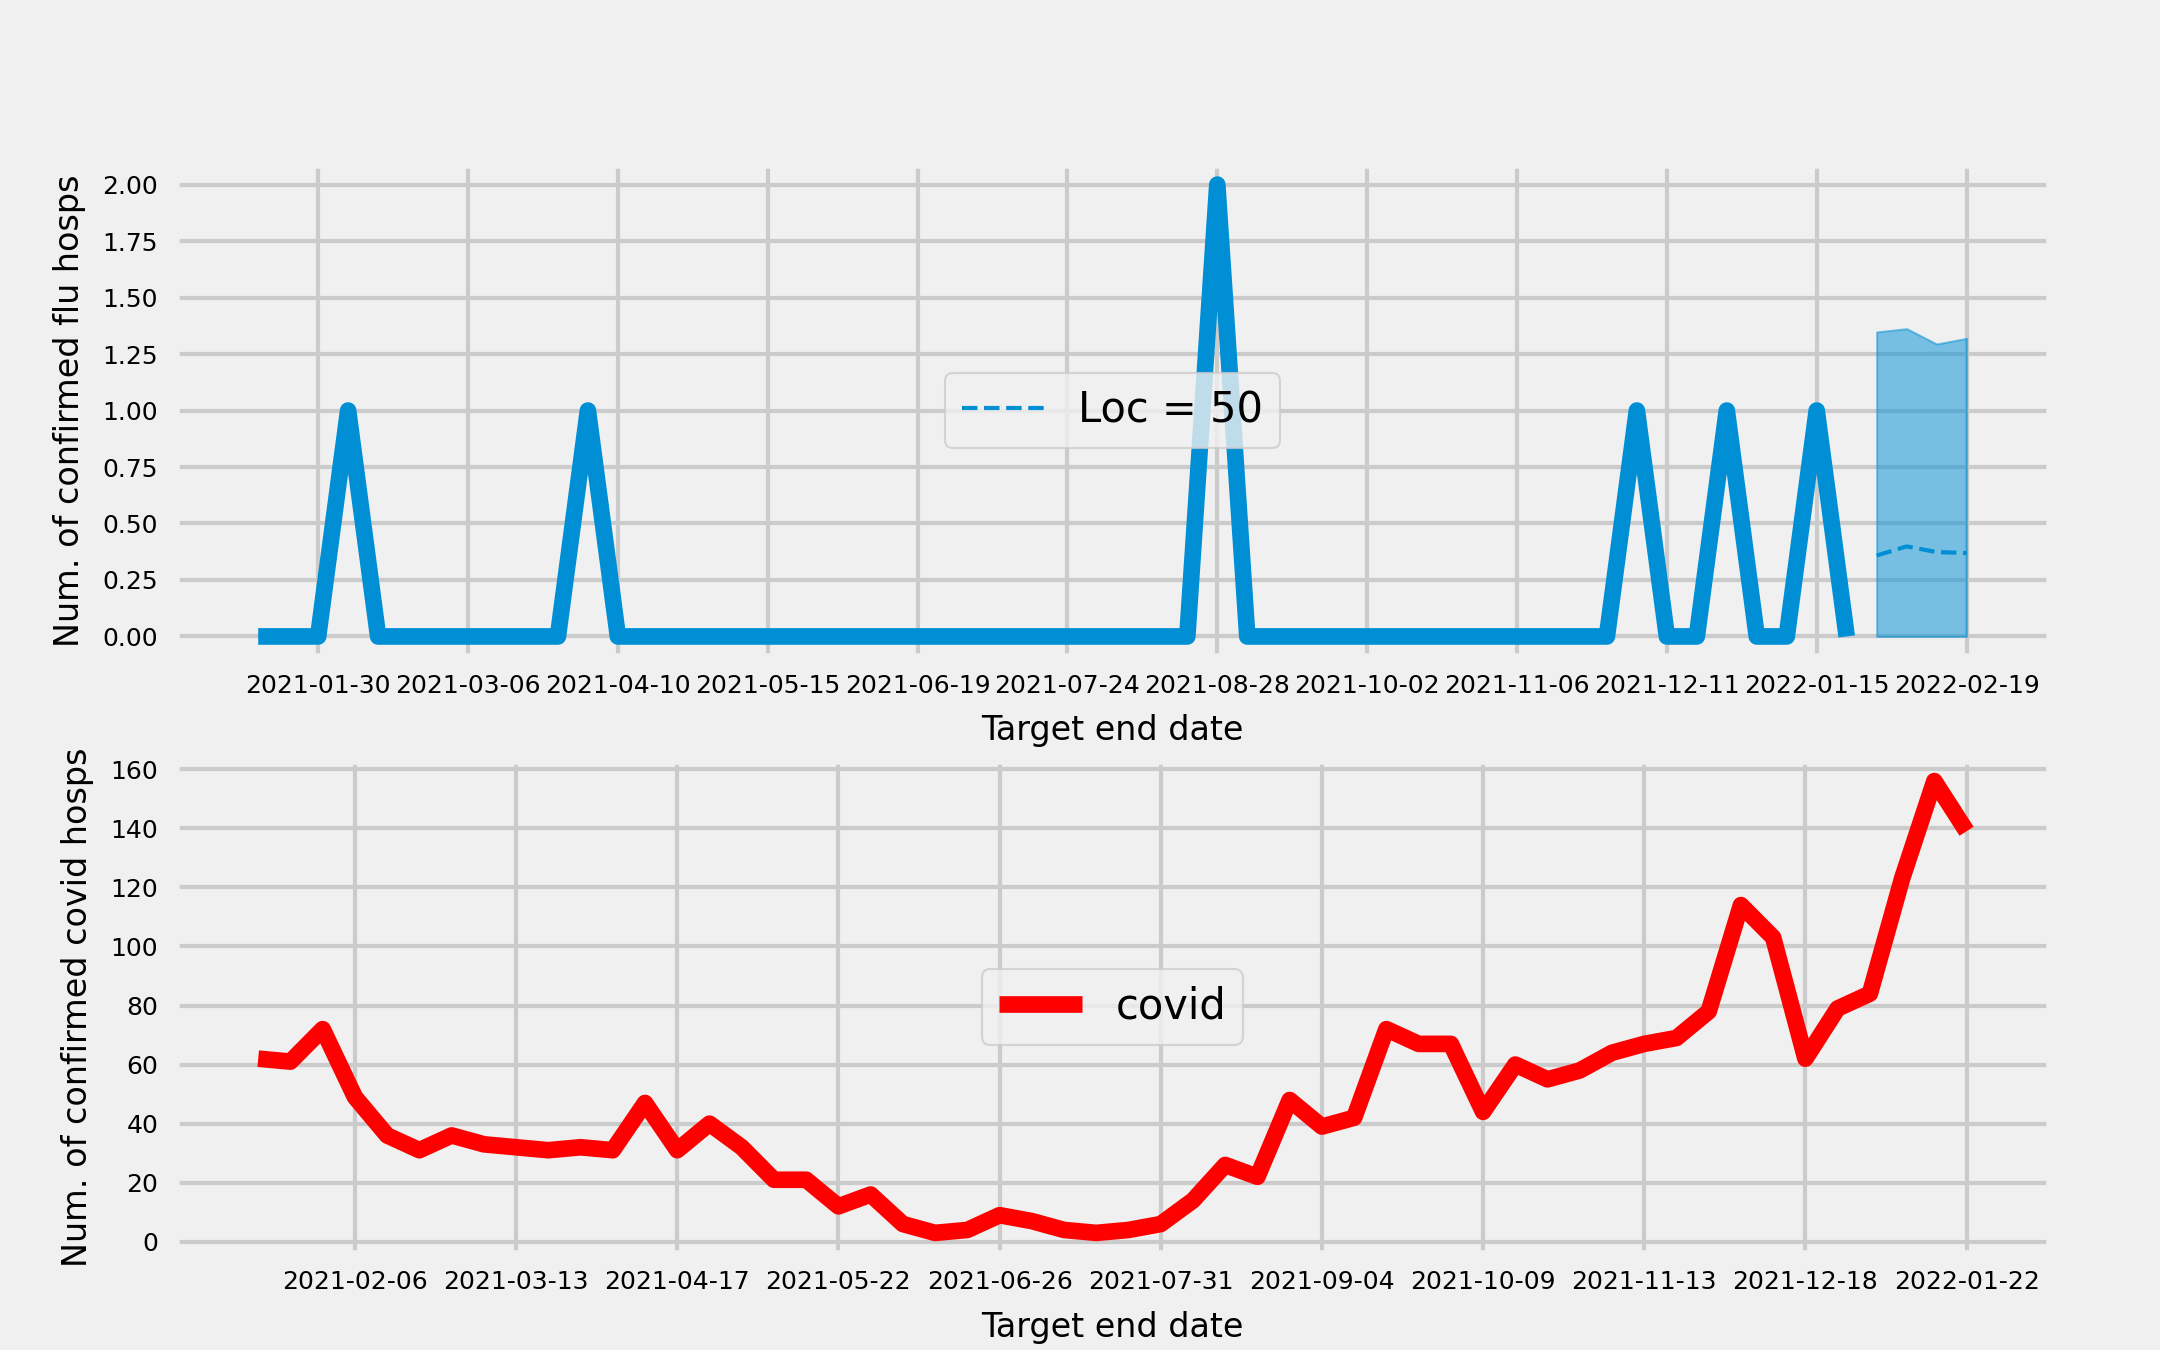 Num. of confirmed flu hosps
2.00
1.75
1.50
1.25
1.00
0.75
0.50
0.25
0.00
Loc = 50
2021-01-30 2021-03-06 2021-04-10 2021-05-15 2021-06-19 2021-07-24 2021-08-28 2021-10-02 2021-11-06 2021-12-11 2022-01-15 2022-02-19
Target end date
Num. of confirmed covid hosps
160
140
120
100
80
60
40
20
0
covid
2021-02-06 2021-03-13 2021-04-17 2021-05-22 2021-06-26 2021-07-31 2021-09-04 2021-10-09 2021-11-13 2021-12-18 2022-01-22
Target end date